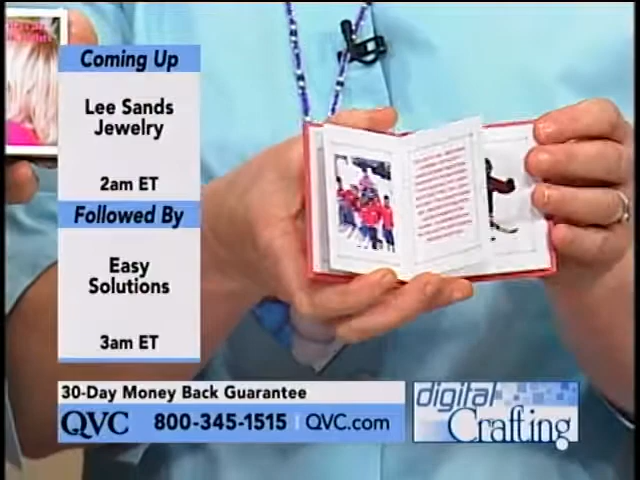 Coming Up
Lee Sands
Jewelry
2am ET
Followed By
Easy
Solutions
3am ET
30-Day Money Back Guarantee
QVC 800-345-1515 | QVC.com
digital
Crafting